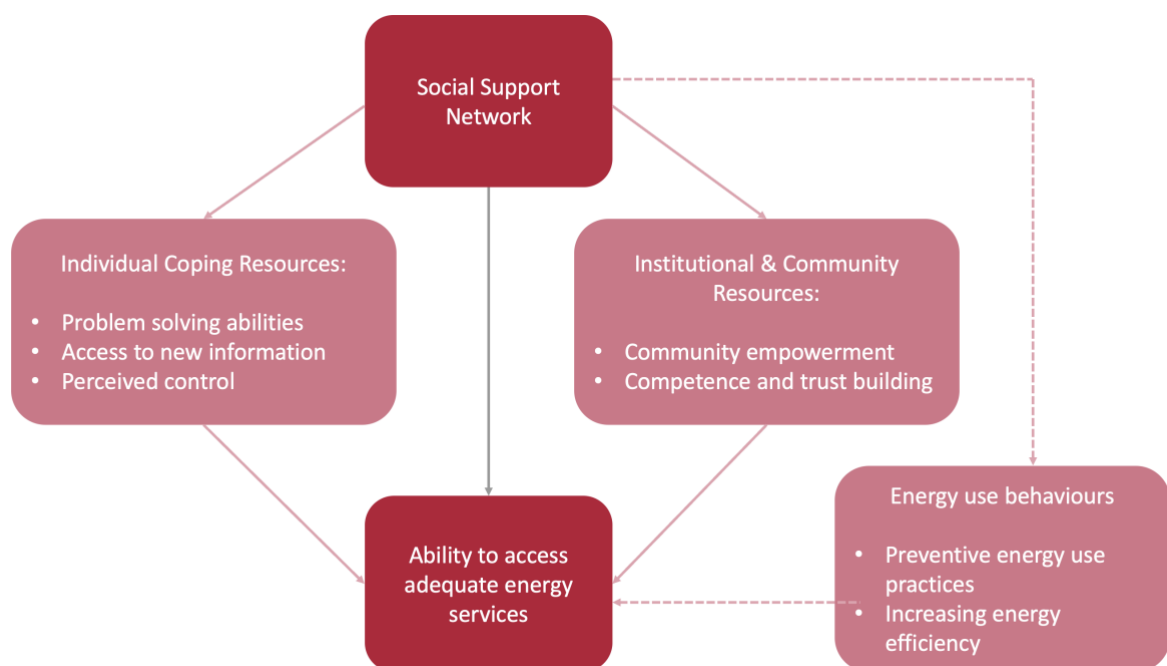 Social Support
Network
Individual Coping Resources:
• Problem solving abilities
• Access to new information
• Perceived control
Institutional & Community
Resources:
• Community empowerment
• Competence and trust building
Ability to access
adequate energy
services
Energy use behaviours
• Preventive energy use
practices
• Increasing energy
efficiency